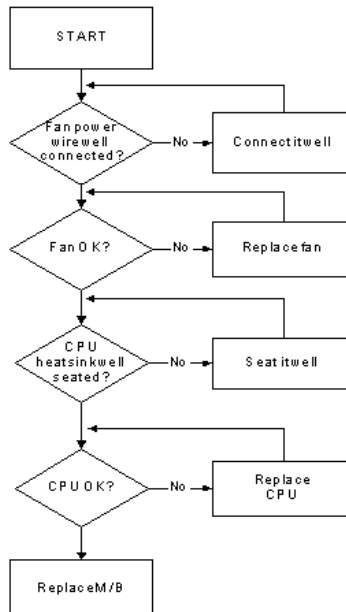 START
Fan power
wire well
connected?
No
Connect it well
Fan OK?
No
Replace fan
CPU
heatsink well
seated?
No
Seat it well
CPU OK?
No
Replace
CPU
Replace M/B